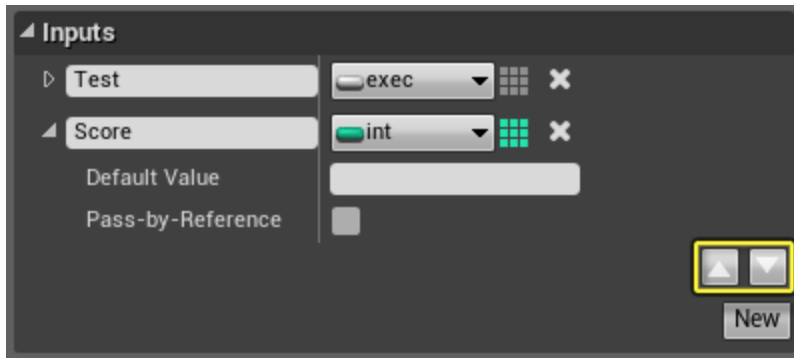 Inputs
Test exec
Score int
Default Value
Pass-by-Reference
New